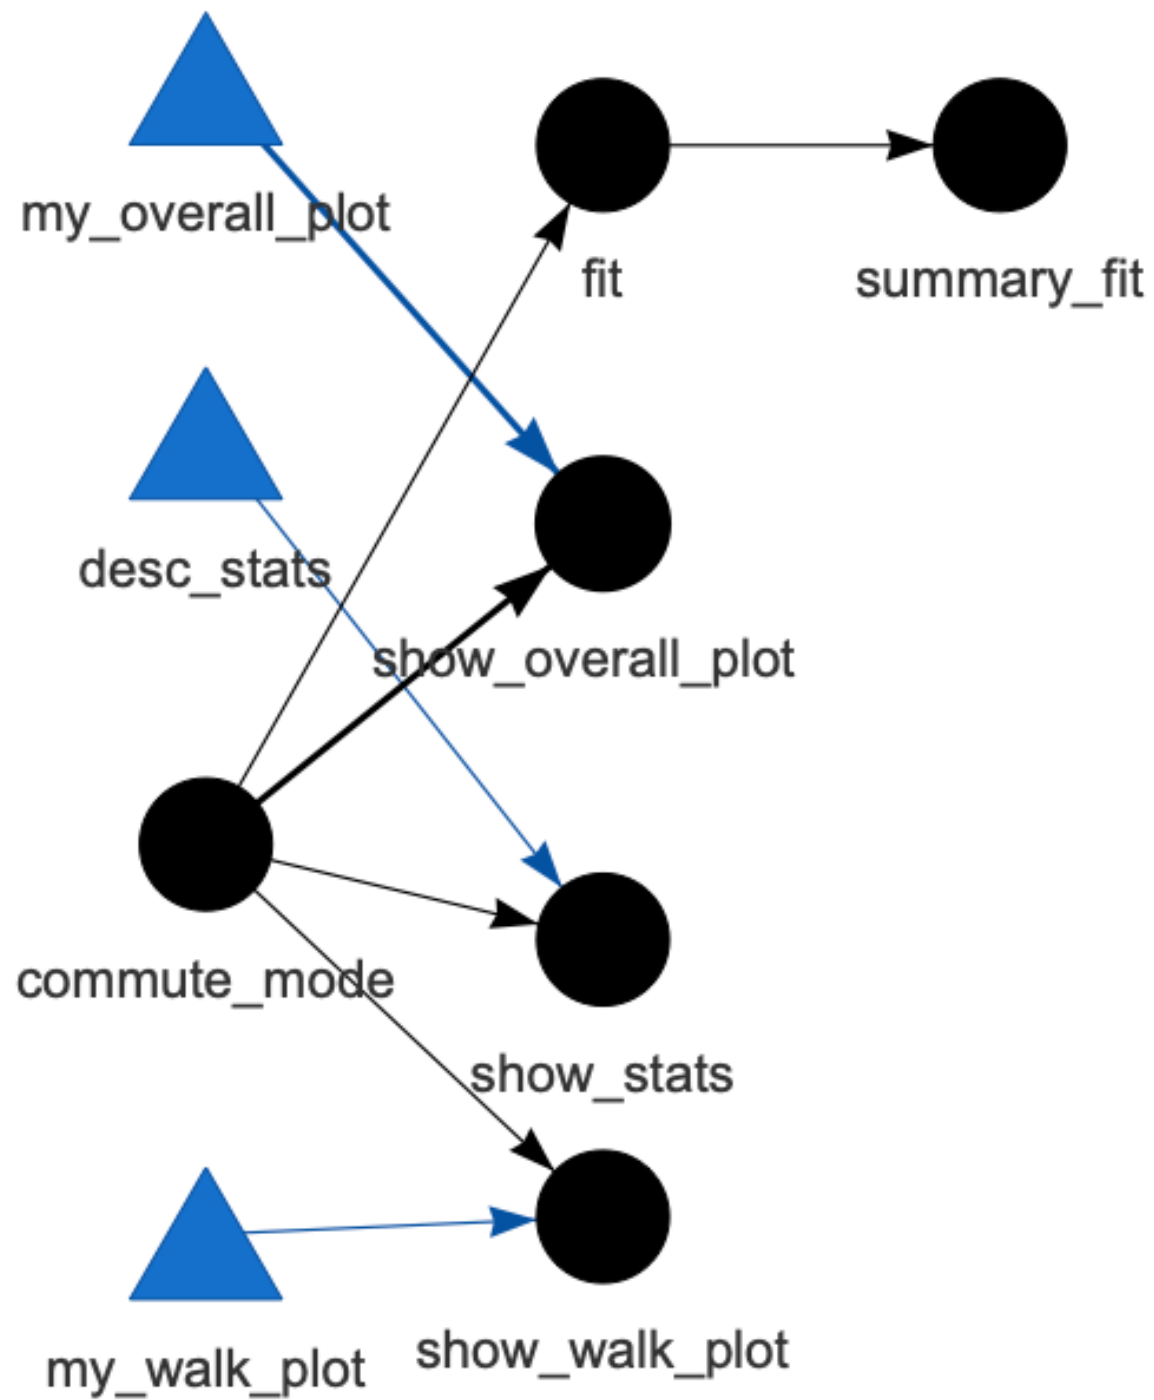 my_overall_plot
fit
summary_fit
desc_stats
show_overall_plot
commute_mode
show_stats
show_walk_plot
my_walk_plot